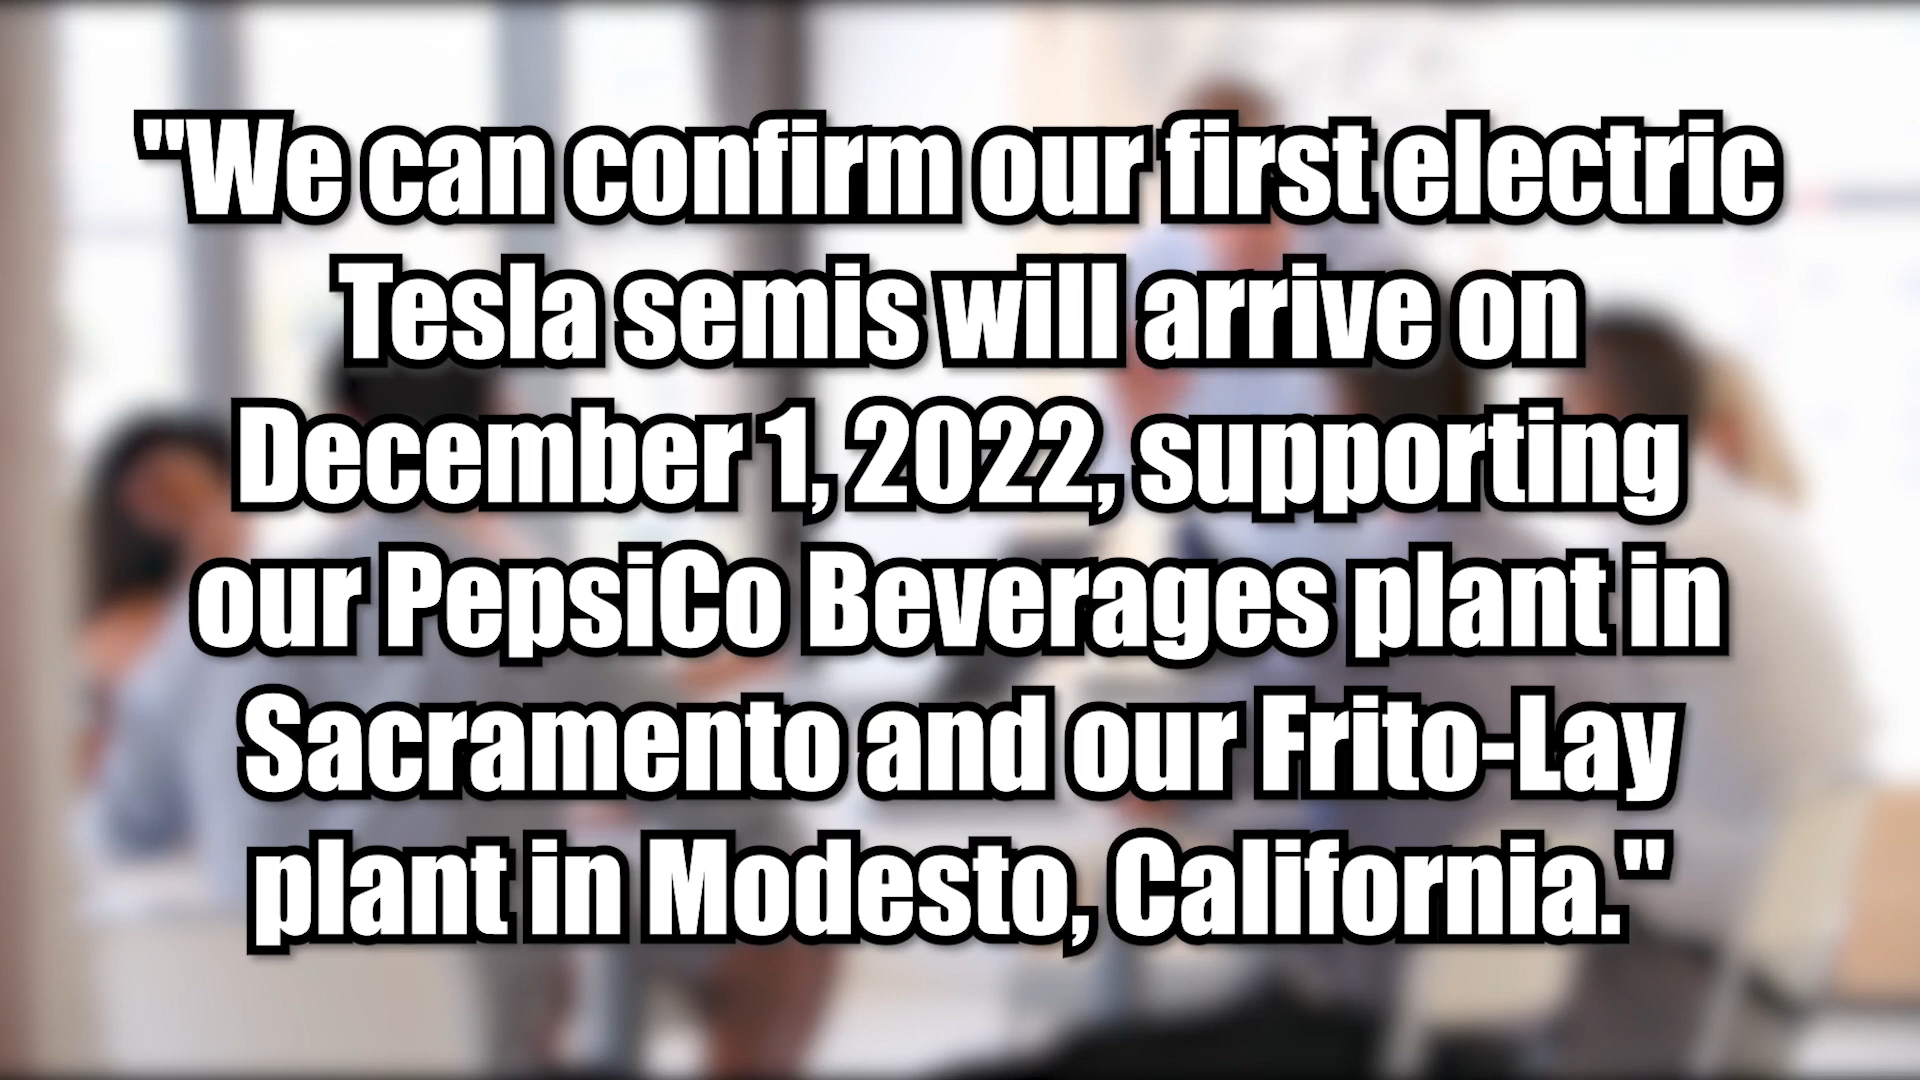 "We can confirm our first electric
Tesla semis will arrive on
December 1, 2022, supporting
our PepsiCo Beverages plant in
Sacramento and our Frito-Lay
plant in Modesto, California."